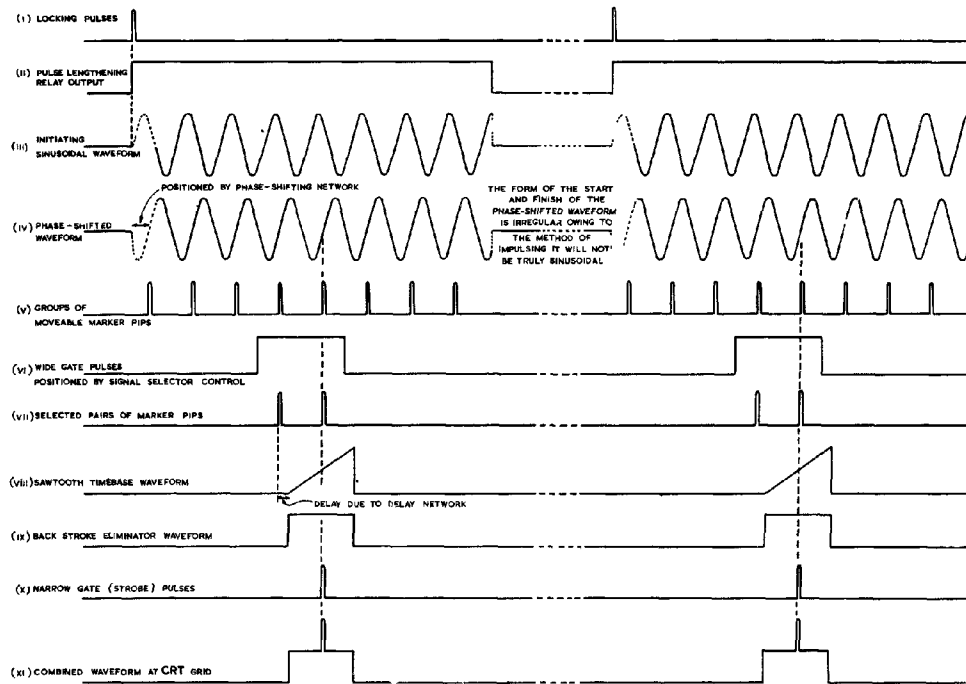 (I) LOCKING PULSES
(II) PULSE LENGTHENING
RELAY OUTPUT
(III) INITIATING
SINUSOIDAL WAVEFORM
POSITIONED BY PHASE-SHIFTING NETWORK
(IV) PHASE-SHIFTED
WAVEFORM
THE FORM OF THE START
AND FINISH OF THE
PHASE-SHIFTED WAVEFORM
IS IRREGULAR OWING TO
THE METHOD OF
IMPULSING IT WILL NOT
BE TRULY SINUSOIDAL
(V) GROUPS OF
MOVEABLE MARKER PIPS
(VI) WIDE GATE PULSES
POSITIONED BY SIGNAL SELECTOR CONTROL
(VII) SELECTED PAIRS OF MARKER PIPS
(VIII) SAWTOOTH TIMEBASE WAVEFORM
DELAY DUE TO DELAY NETWORK
(IX) BACK STROKE ELIMINATOR WAVEFORM
(X) NARROW GATE (STROBE) PULSES
(XI) COMBINED WAVEFORM AT CRT GRID